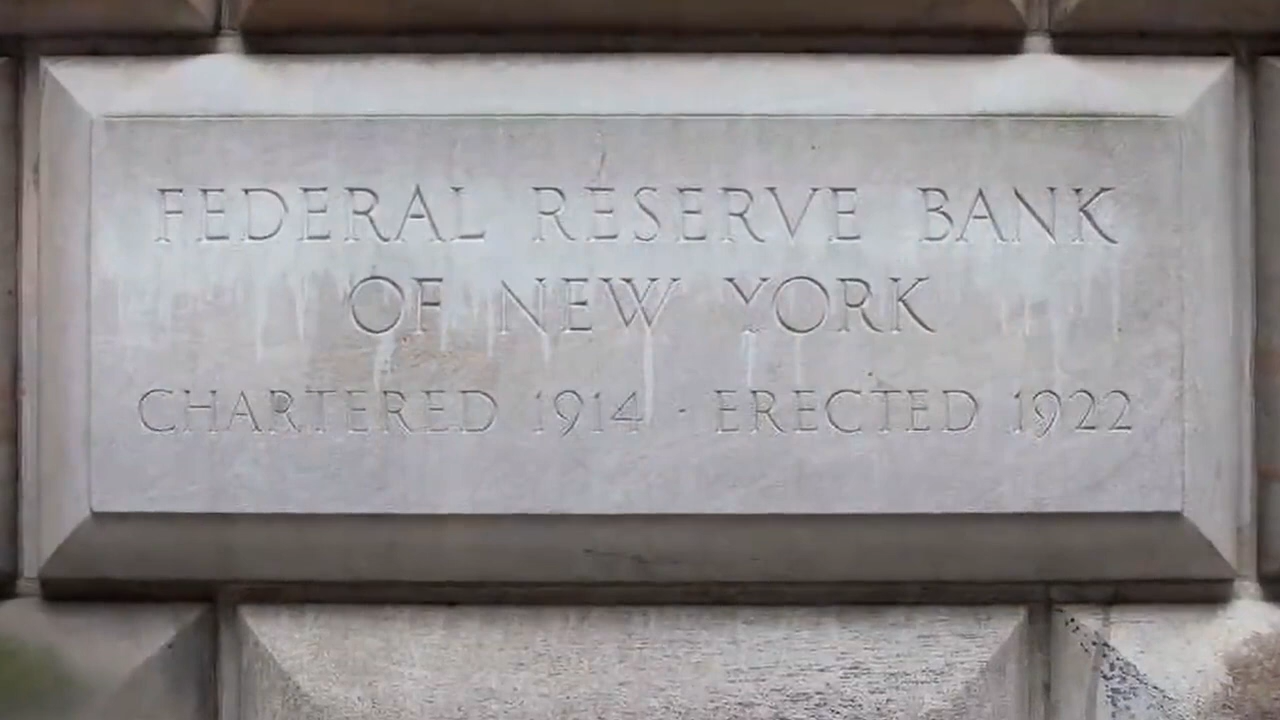 FEDERAL RESERVE BANK
OF NEW YORK
CHARTERED 1914 · ERECTED 1922